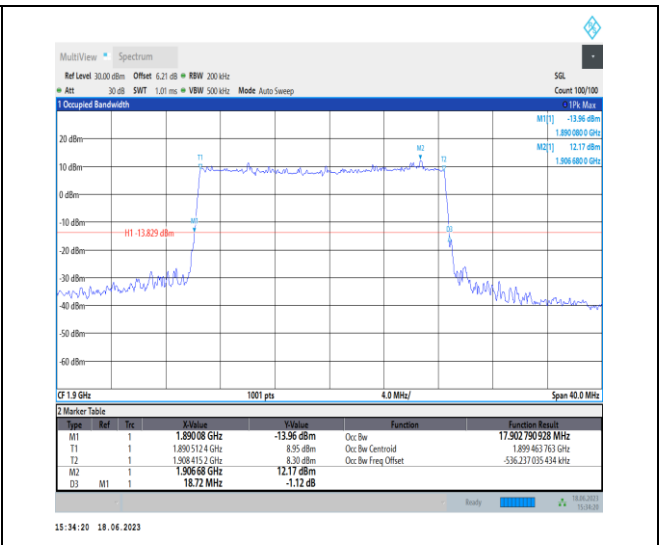 MultiView Spectrum
Ref Level 30.00 dBm Offset 6.21 dB RBW 200 kHz SGL
Att 30 dB SWT 1.01 ms VBW 500 kHz Mode Auto Sweep Count 100/100
1 Occupied Bandwidth 1Pk Max
M1[1] -13.96 dBm
1.890 080 0 GHz
M2[1] 12.17 dBm
1.906 680 0 GHz
20 dBm
M2
T1
T2
10 dBm
0 dBm
-10 dBm
M1
H1 -13.829 dBm
D3
-20 dBm
-30 dBm
-40 dBm
-50 dBm
-60 dBm
CF 1.9 GHz 1001 pts 4.0 MHz/ Span 40.0 MHz
2 Marker Table
Type Ref Trc X-Value Y-Value Function Function Result
M1 1 1.890 08 GHz -13.96 dBm Occ Bw 17.902 790 928 MHz
T1 1 1.890 512 4 GHz 8.95 dBm Occ Bw Centroid 1.899 463 763 GHz
T2 1 1.908 415 2 GHz 8.30 dBm Occ Bw Freq Offset -536.237 035 434 kHz
M2 1 1.906 68 GHz 12.17 dBm
D3 M1 1 18.72 MHz -1.12 dB
Ready 18.06.2023
15:34:20
15:34:20 18.06.2023